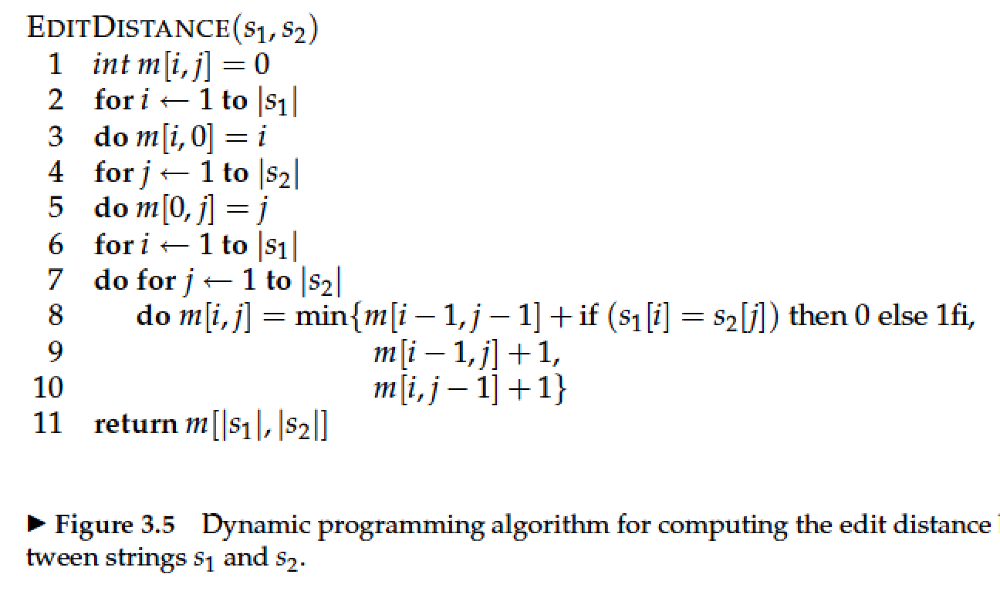 EDITDISTANCE(s₁, s₂)
1 int m[i, j] = 0
2 for i ← 1 to |s₁|
3 do m[i, 0] = i
4 for j ← 1 to |s₂|
5 do m[0, j] = j
6 for i ← 1 to |s₁|
7 do for j ← 1 to |s₂|
8 do m[i, j] = min{m[i − 1, j − 1] + if (s₁[i] = s₂[j]) then 0 else 1fi,
9 m[i − 1, j] + 1,
10 m[i, j − 1] + 1}
11 return m[|s₁|, |s₂|]
▶ Figure 3.5 Dynamic programming algorithm for computing the edit distance
tween strings s₁ and s₂.